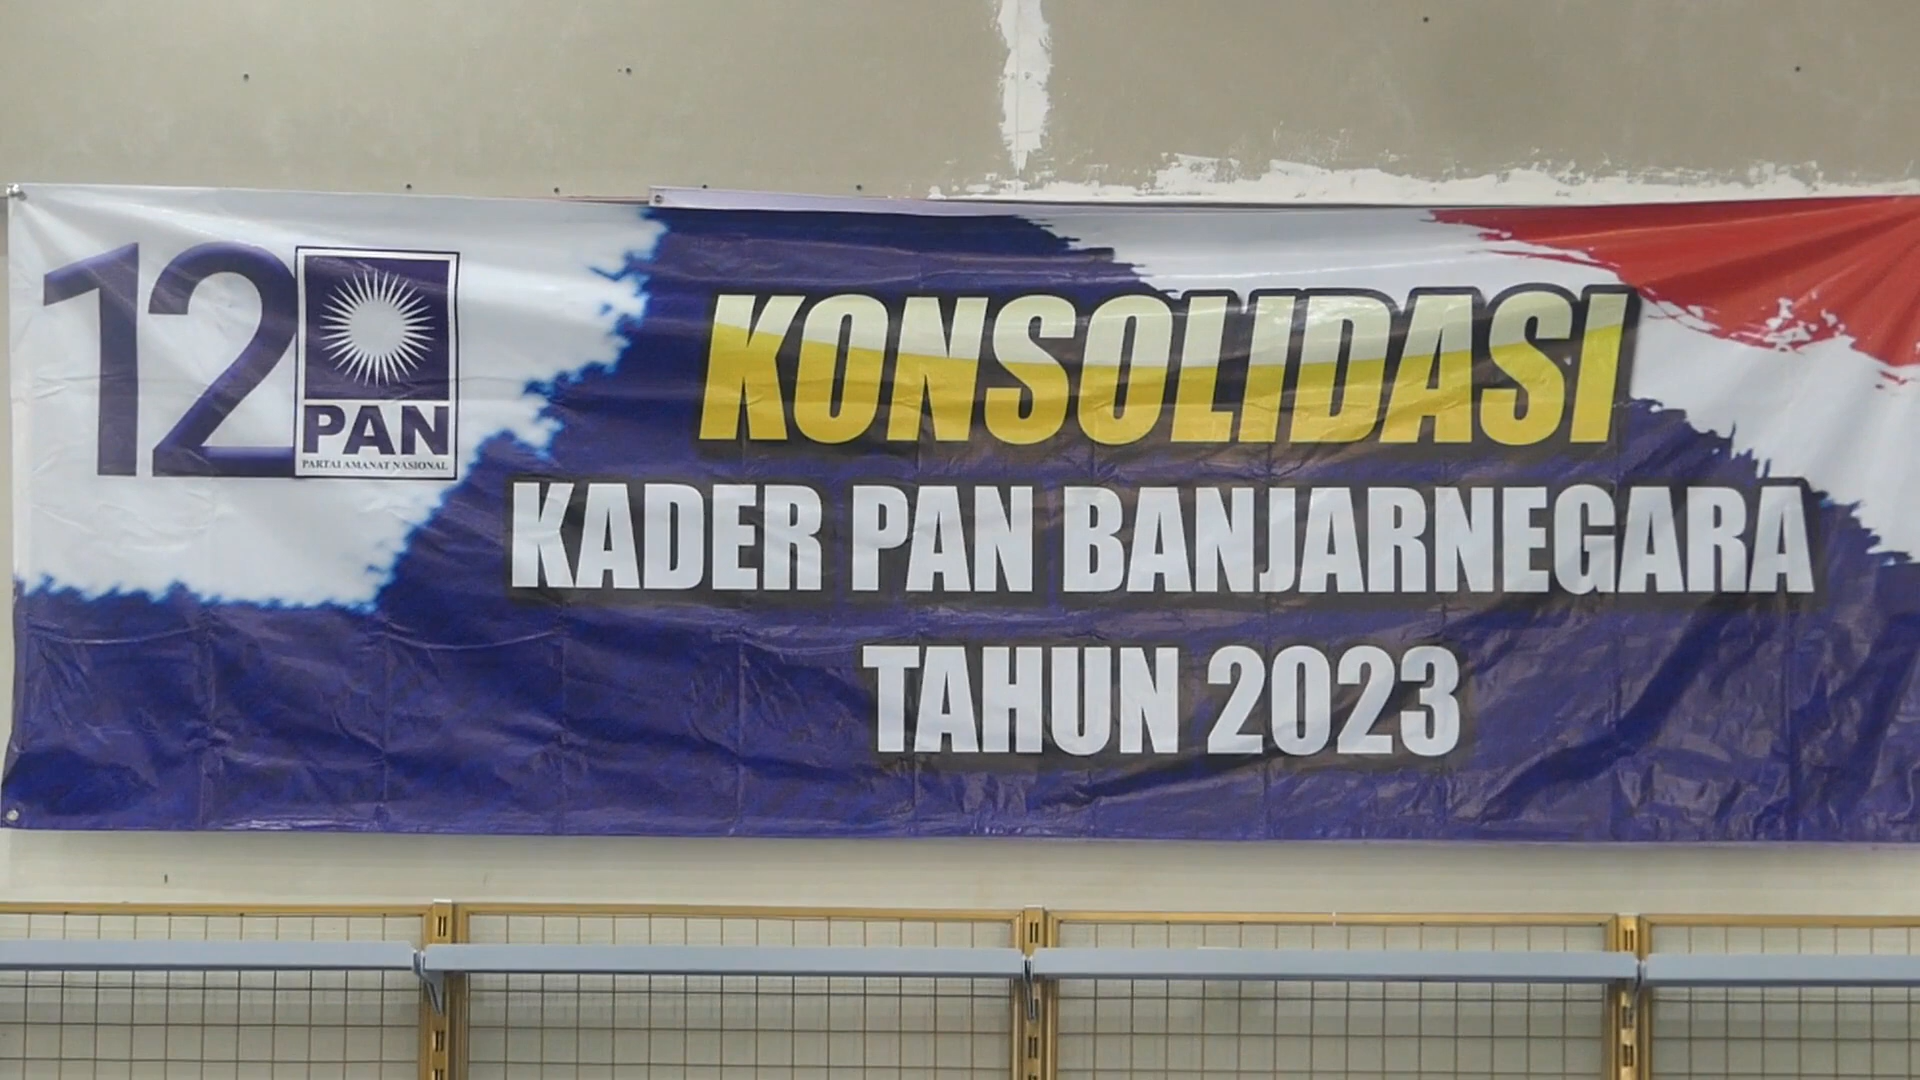 12
PAN
PARTAI AMANAT NASIONAL
KONSOLIDASI
KADER PAN BANJARNEGARA
TAHUN 2023